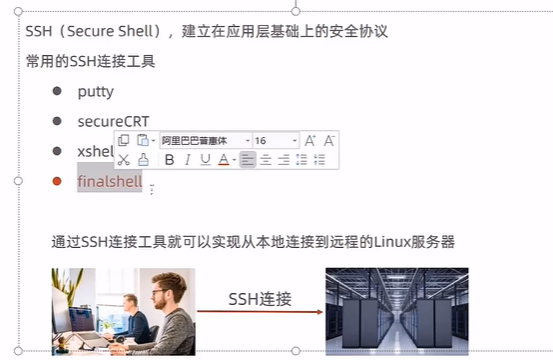 SSH（Secure Shell），建立在应用层基础上的安全协议
常用的SSH连接工具
putty
secureCRT
xshel
阿里巴巴普惠体
16
A
A
B I U A
finalshell
通过SSH连接工具就可以实现从本地连接到远程的Linux服务器
SSH连接